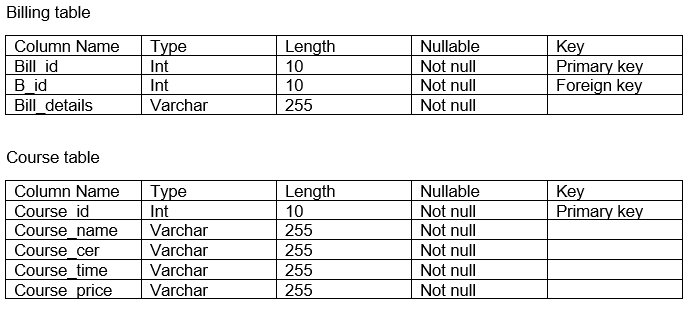 Billing table
Column Name Type Length Nullable Key
Bill_id Int 10 Not null Primary key
B_id Int 10 Not null Foreign key
Bill_details Varchar 255 Not null
Course table
Column Name Type Length Nullable Key
Course_id Int 10 Not null Primary key
Course_name Varchar 255 Not null
Course_cer Varchar 255 Not null
Course_time Varchar 255 Not null
Course_price Varchar 255 Not null